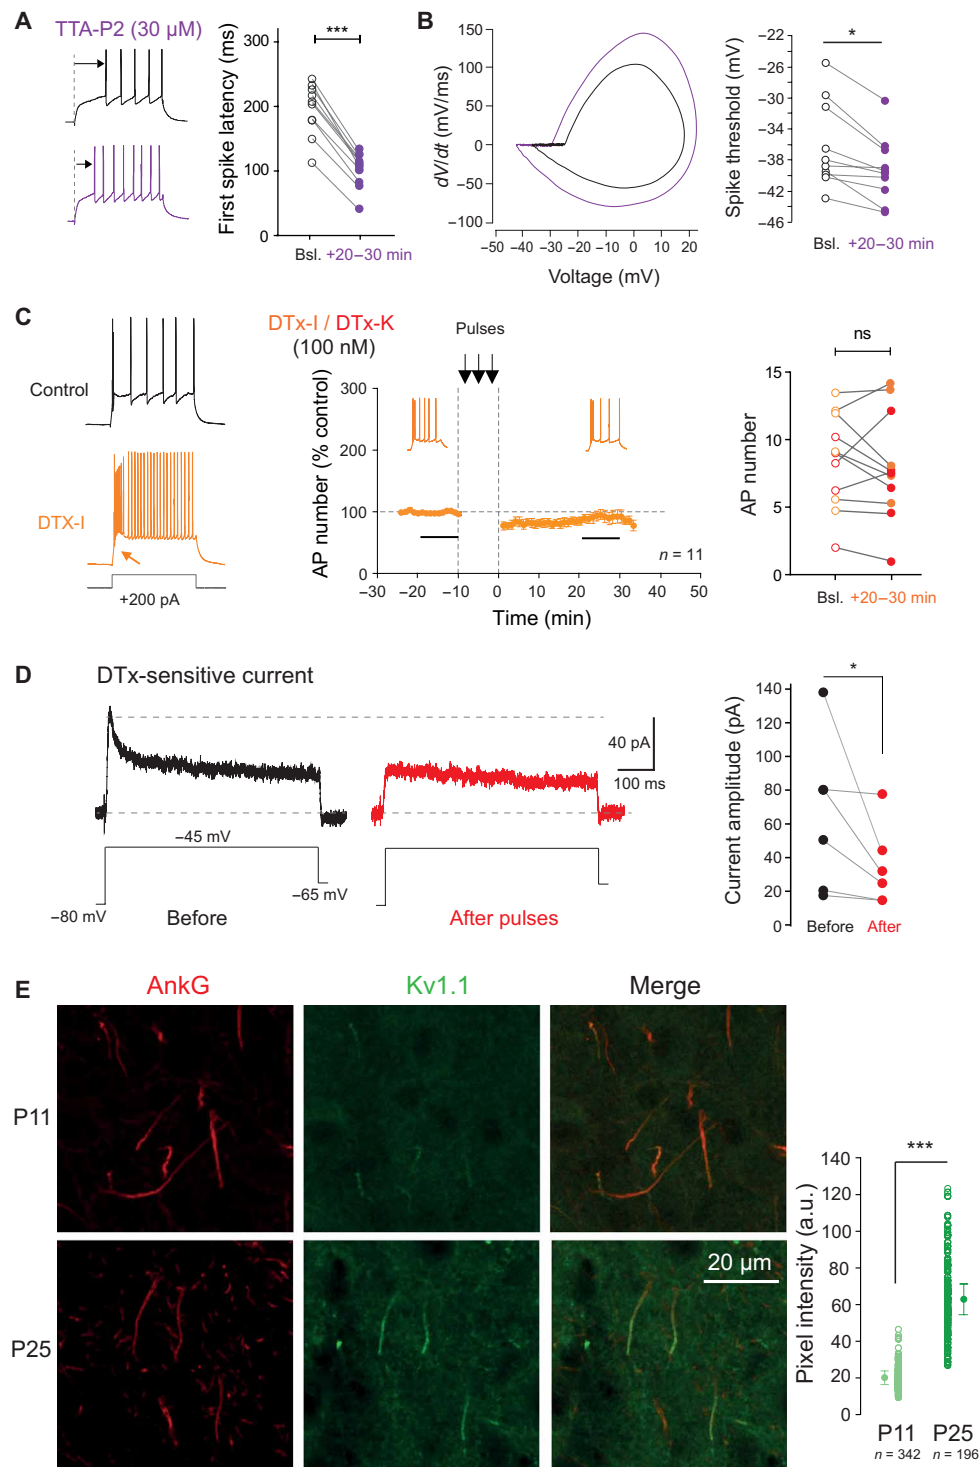 A
TTA-P2 (30 µM)
First spike latency (ms)
300
200
100
0
***
Bsl. +20–30 min
B
dV/dt (mV/ms)
150
100
50
0
−50
−100
−50 −40 −30 −20 −10 0 10 20 30
Voltage (mV)
Spike threshold (mV)
−22
−26
−30
−34
−38
−42
−46
*
Bsl. +20–30 min
C
Control
DTX-I
+200 pA
DTx-I / DTx-K
(100 nM)
Pulses
AP number (% control)
300
200
100
0
−30 −20 −10 0 10 20 30 40 50
Time (min)
n = 11
ns
AP number
15
10
5
0
Bsl. +20–30 min
D
DTx-sensitive current
40 pA
100 ms
−45 mV
−80 mV
−65 mV
Before
After pulses
*
Current amplitude (pA)
140
120
100
80
60
40
20
0
Before After
E
AnkG
Kv1.1
Merge
P11
P25
20 µm
***
Pixel intensity (a.u.)
140
120
100
80
60
40
20
0
P11 P25
n = 342 n = 196